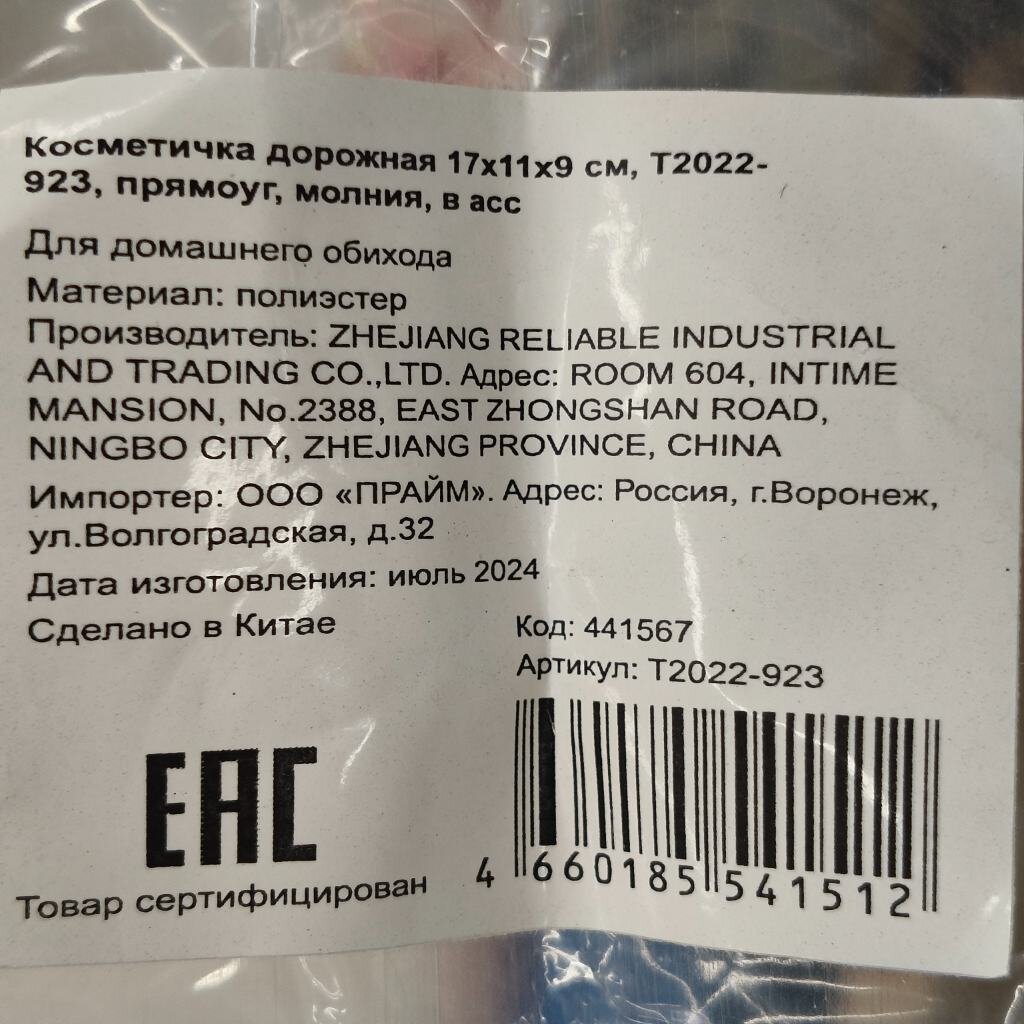 Косметичка дорожная 17х11х9 см, Т2022-
923, прямоуг, молния, в асс
Для домашнего обихода
Материал: полиэстер
Производитель: ZHEJIANG RELIABLE INDUSTRIAL
AND TRADING CO.,LTD. Адрес: ROOM 604, INTIME
MANSION, No.2388, EAST ZHONGSHAN ROAD,
NINGBO CITY, ZHEJIANG PROVINCE, CHINA
Импортер: ООО «ПРАЙМ». Адрес: Россия, г.Воронеж,
ул.Волгоградская, д.32
Дата изготовления: июль 2024
Сделано в Китае
Код: 441567
Артикул: Т2022-923
EAC
Товар сертифицирован
4 660185 541512